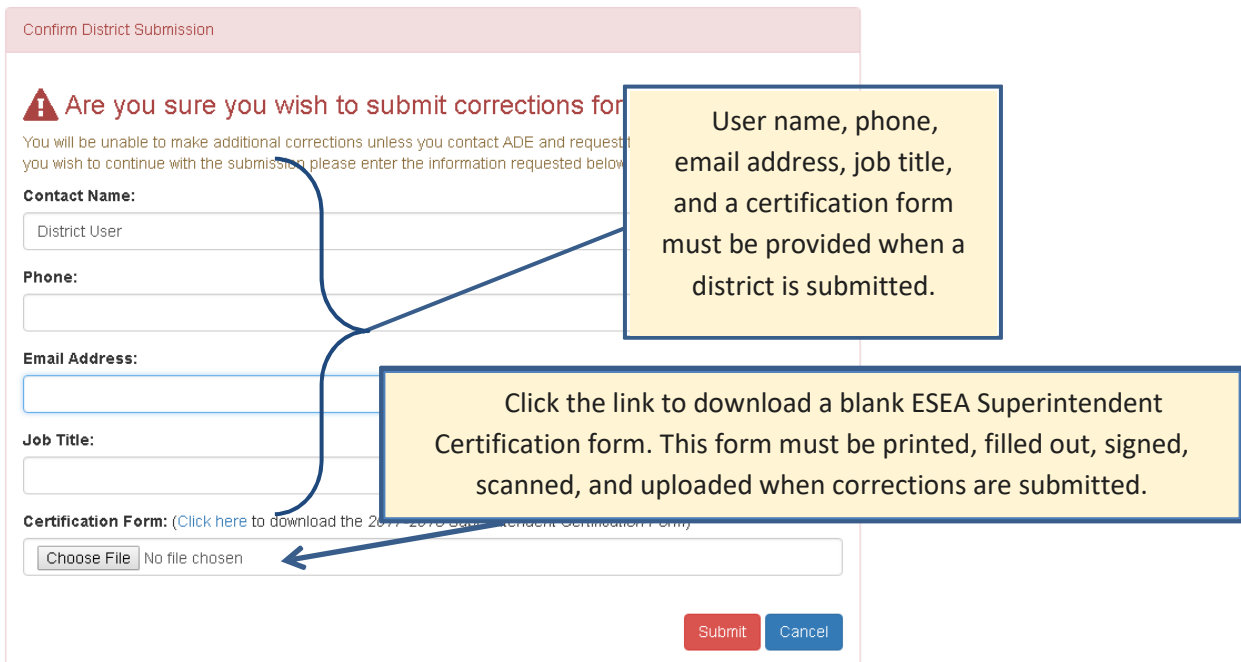 Confirm District Submission
Are you sure you wish to submit corrections for
You will be unable to make additional corrections unless you contact ADE and request
you wish to continue with the submission please enter the information requested below
Contact Name:
District User
Phone:
Email Address:
Job Title:
Certification Form: (Click here to download the 2017-2018 Superintendent Certification Form)
Choose File No file chosen
Submit Cancel
User name, phone,
email address, job title,
and a certification form
must be provided when a
district is submitted.
Click the link to download a blank ESEA Superintendent
Certification form. This form must be printed, filled out, signed,
scanned, and uploaded when corrections are submitted.